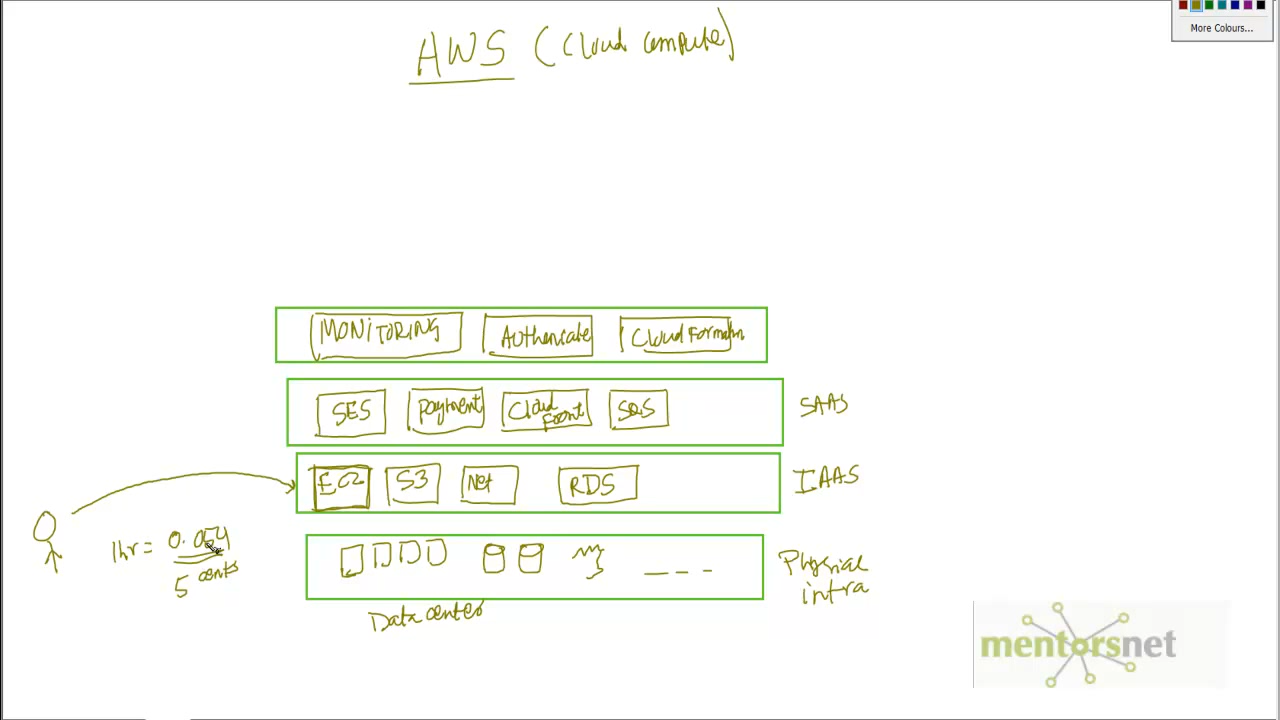 More Colours...
AWS (Cloud compute)
MONITORING Authenticate CloudFormation
SES payment Cloud Front SQS SAAS
EC2 S3 Net RDS IAAS
1hr = 0.054
5 cents
Physical infra
Data center
mentorsnet